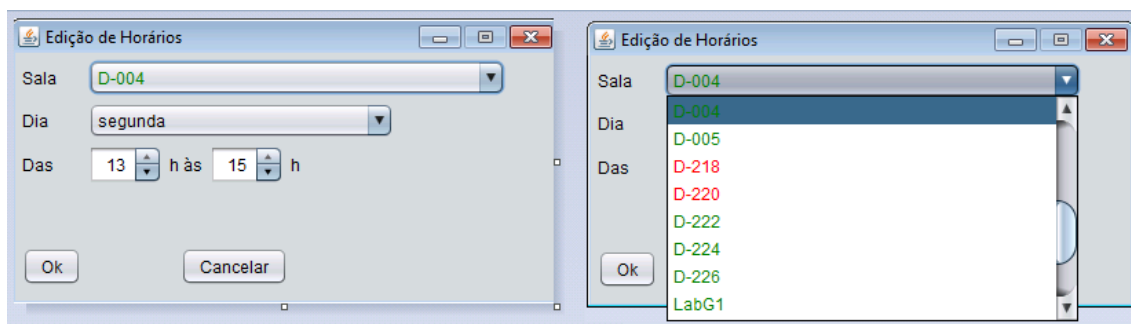 Edição de Horários
Sala D-004
Dia segunda
Das 13 h às 15 h
Ok Cancelar
Edição de Horários
Sala D-004
D-004
Dia D-005
Das D-218
D-220
D-222
D-224
Ok D-226
LabG1